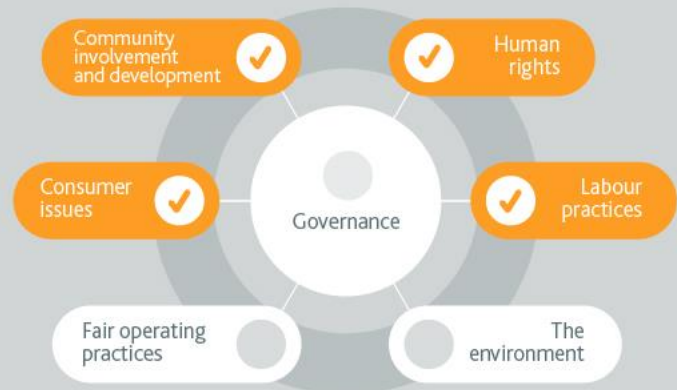 Community
involvement
and development
Human
rights
Consumer
issues
Labour
practices
Governance
Fair operating
practices
The
environment